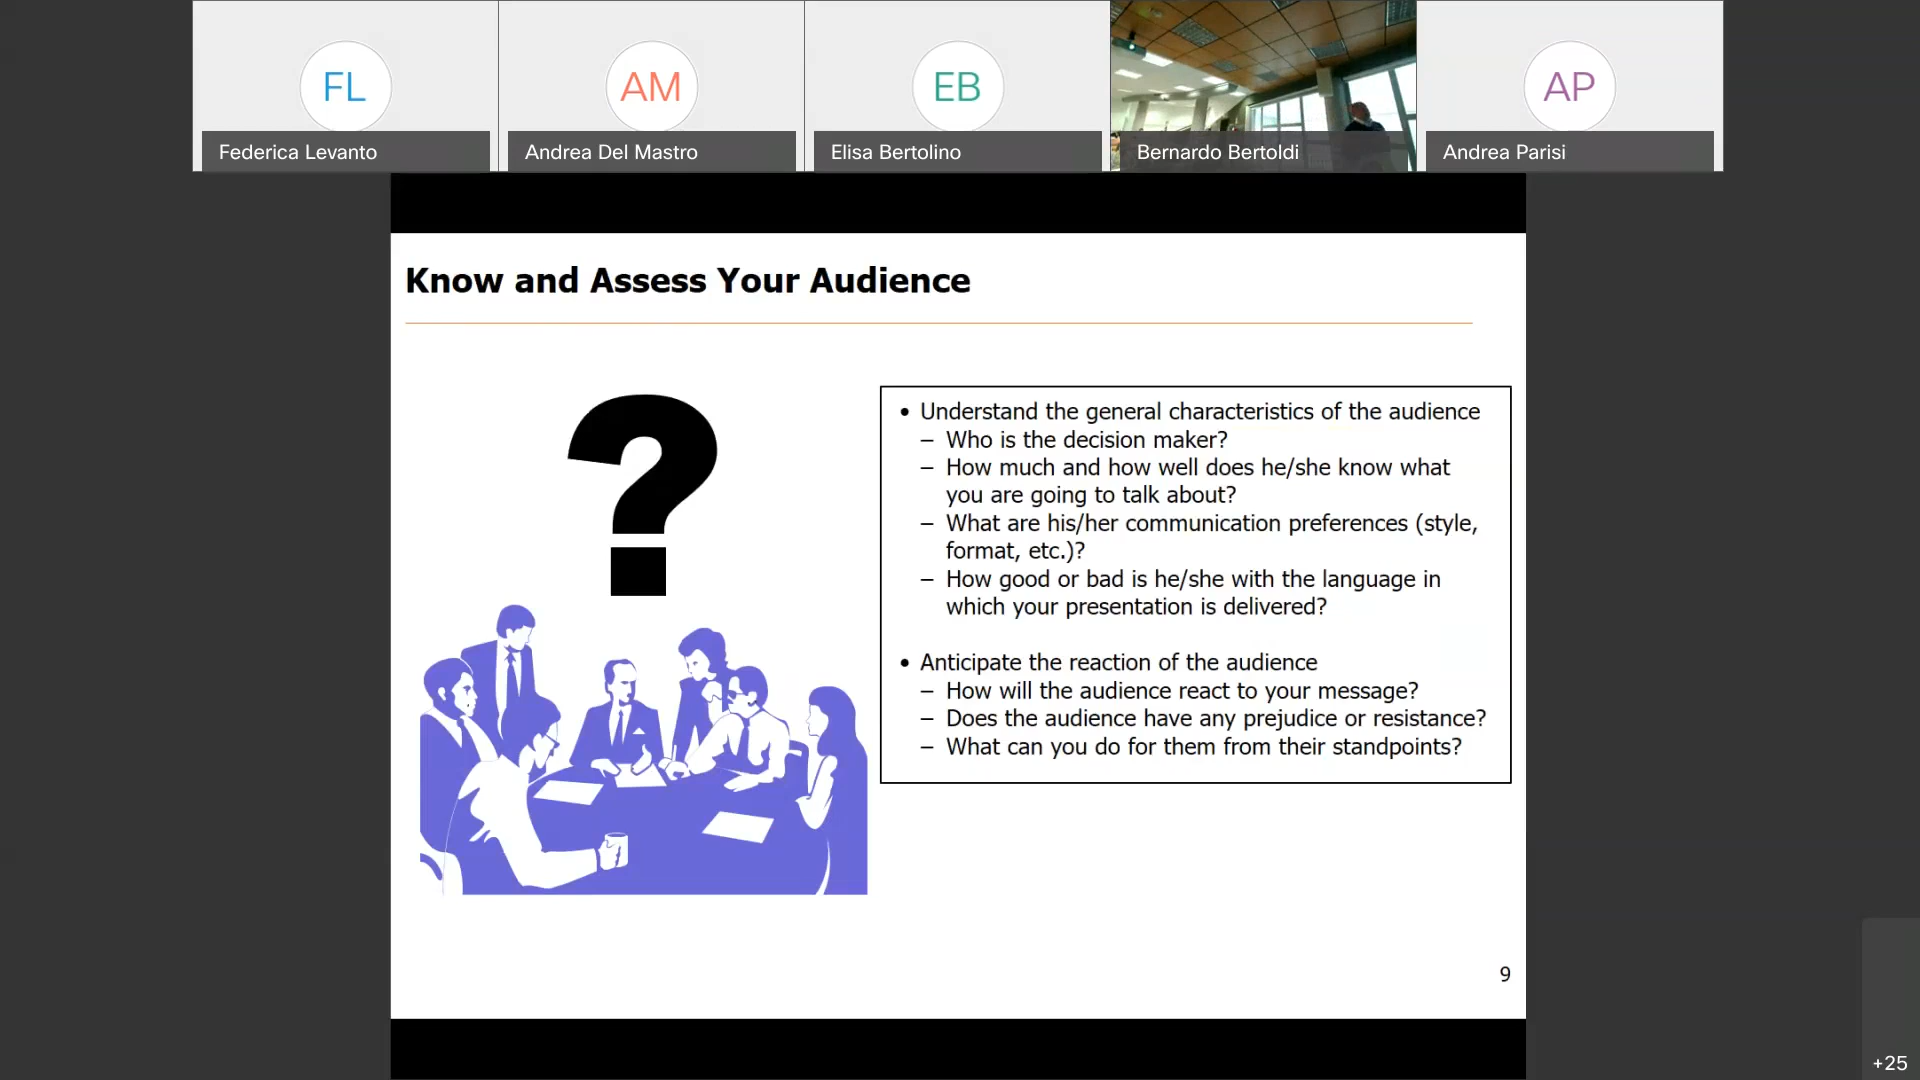 FL
AM
EB
AP
Federica Levanto
Andrea Del Mastro
Elisa Bertolino
Bernardo Bertoldi
Andrea Parisi
Know and Assess Your Audience
?
• Understand the general characteristics of the audience
– Who is the decision maker?
– How much and how well does he/she know what
you are going to talk about?
– What are his/her communication preferences (style,
format, etc.)?
– How good or bad is he/she with the language in
which your presentation is delivered?
• Anticipate the reaction of the audience
– How will the audience react to your message?
– Does the audience have any prejudice or resistance?
– What can you do for them from their standpoints?
9
+25